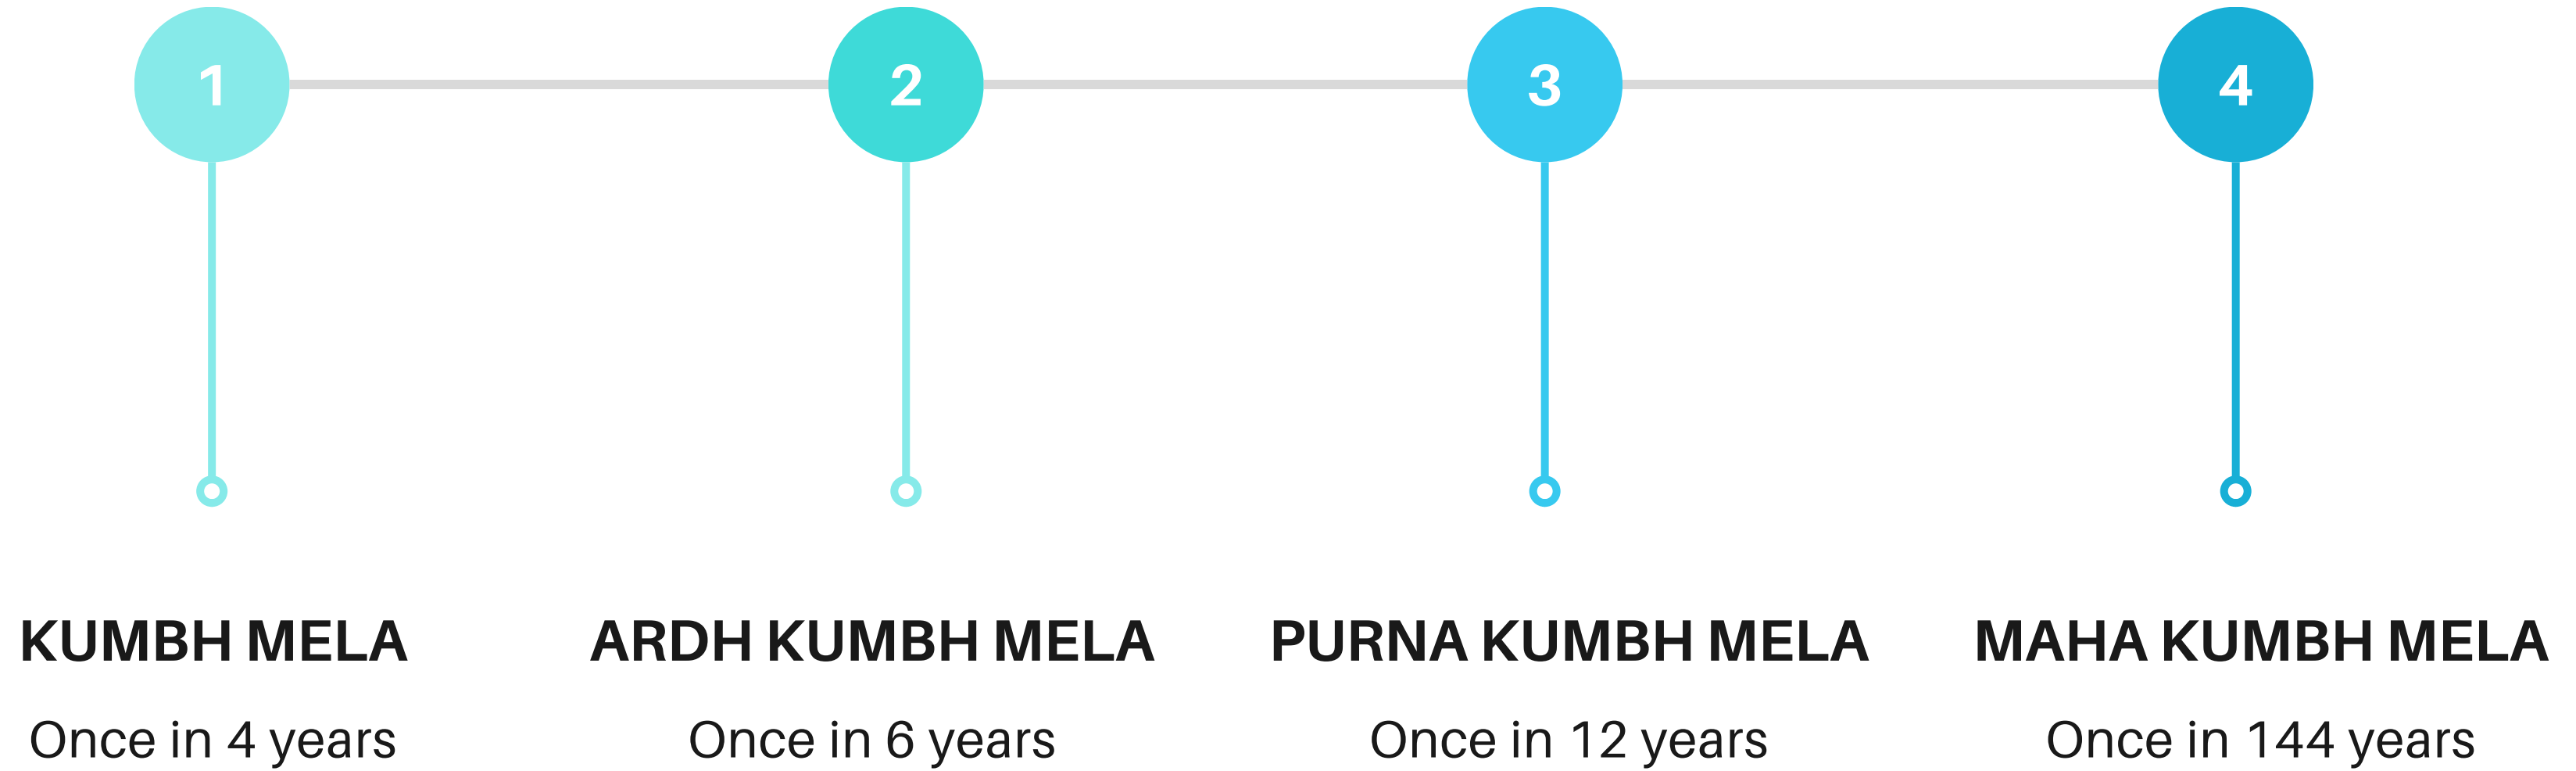 1
2
3
4
KUMBH MELA
Once in 4 years
ARDH KUMBH MELA
Once in 6 years
PURNA KUMBH MELA
Once in 12 years
MAHA KUMBH MELA
Once in 144 years